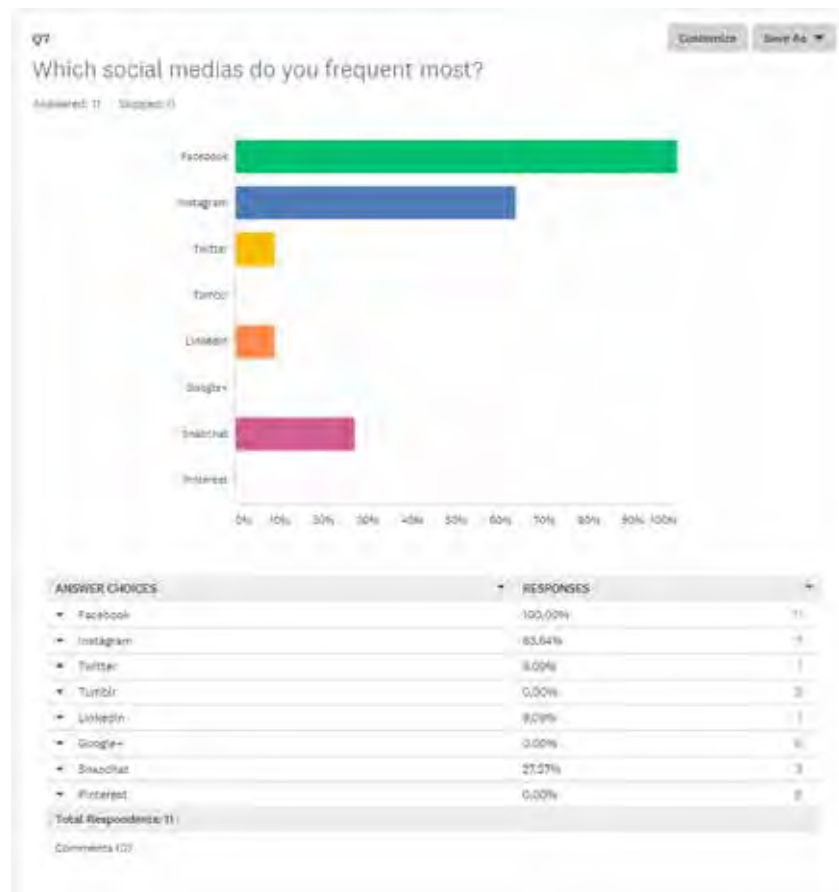 Q7
Customize Save As
Which social medias do you frequent most?
Answered: 11 Skipped: 0
Facebook
Instagram
Twitter
Tumblr
LinkedIn
Google+
Snapchat
Pinterest
0% 10% 20% 30% 40% 50% 60% 70% 80% 90% 100%
ANSWER CHOICES RESPONSES
Facebook 100,00% 11
Instagram 63,64% 7
Twitter 9,09% 1
Tumblr 0,00% 0
LinkedIn 9,09% 1
Google+ 0,00% 0
Snapchat 27,27% 3
Pinterest 0,00% 0
Total Respondents: 11
Comments (0)